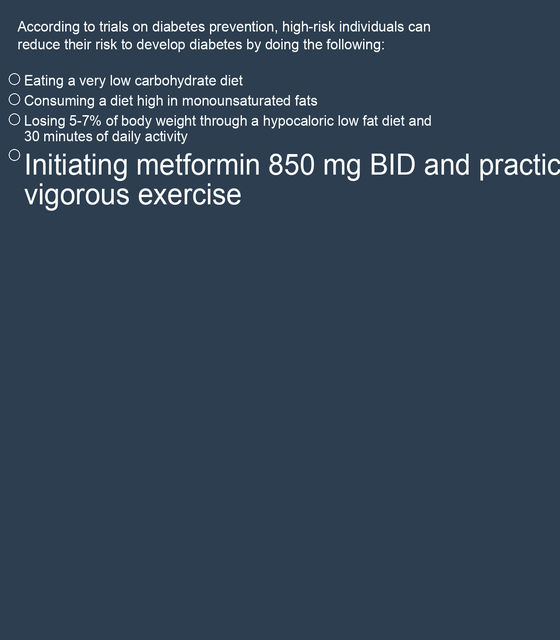 According to trials on diabetes prevention, high-risk individuals can
reduce their risk to develop diabetes by doing the following:
Eating a very low carbohydrate diet
Consuming a diet high in monounsaturated fats
Losing 5-7% of body weight through a hypocaloric low fat diet and
30 minutes of daily activity
Initiating metformin 850 mg BID and practic
vigorous exercise